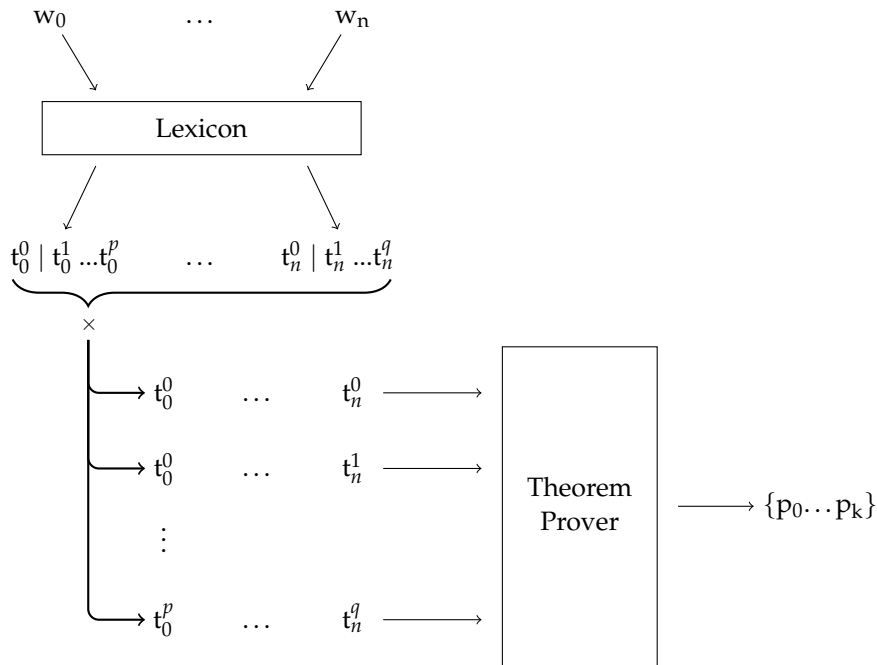 w₀ … wₙ
Lexicon
t₀⁰ | t₀¹ ...t₀ᵖ … tₙ⁰ | tₙ¹ ...tₙ^q
×
t₀⁰ … tₙ⁰
t₀⁰ … tₙ¹
⋮
t₀ᵖ … tₙ^q
Theorem
Prover
{p₀…pₖ}